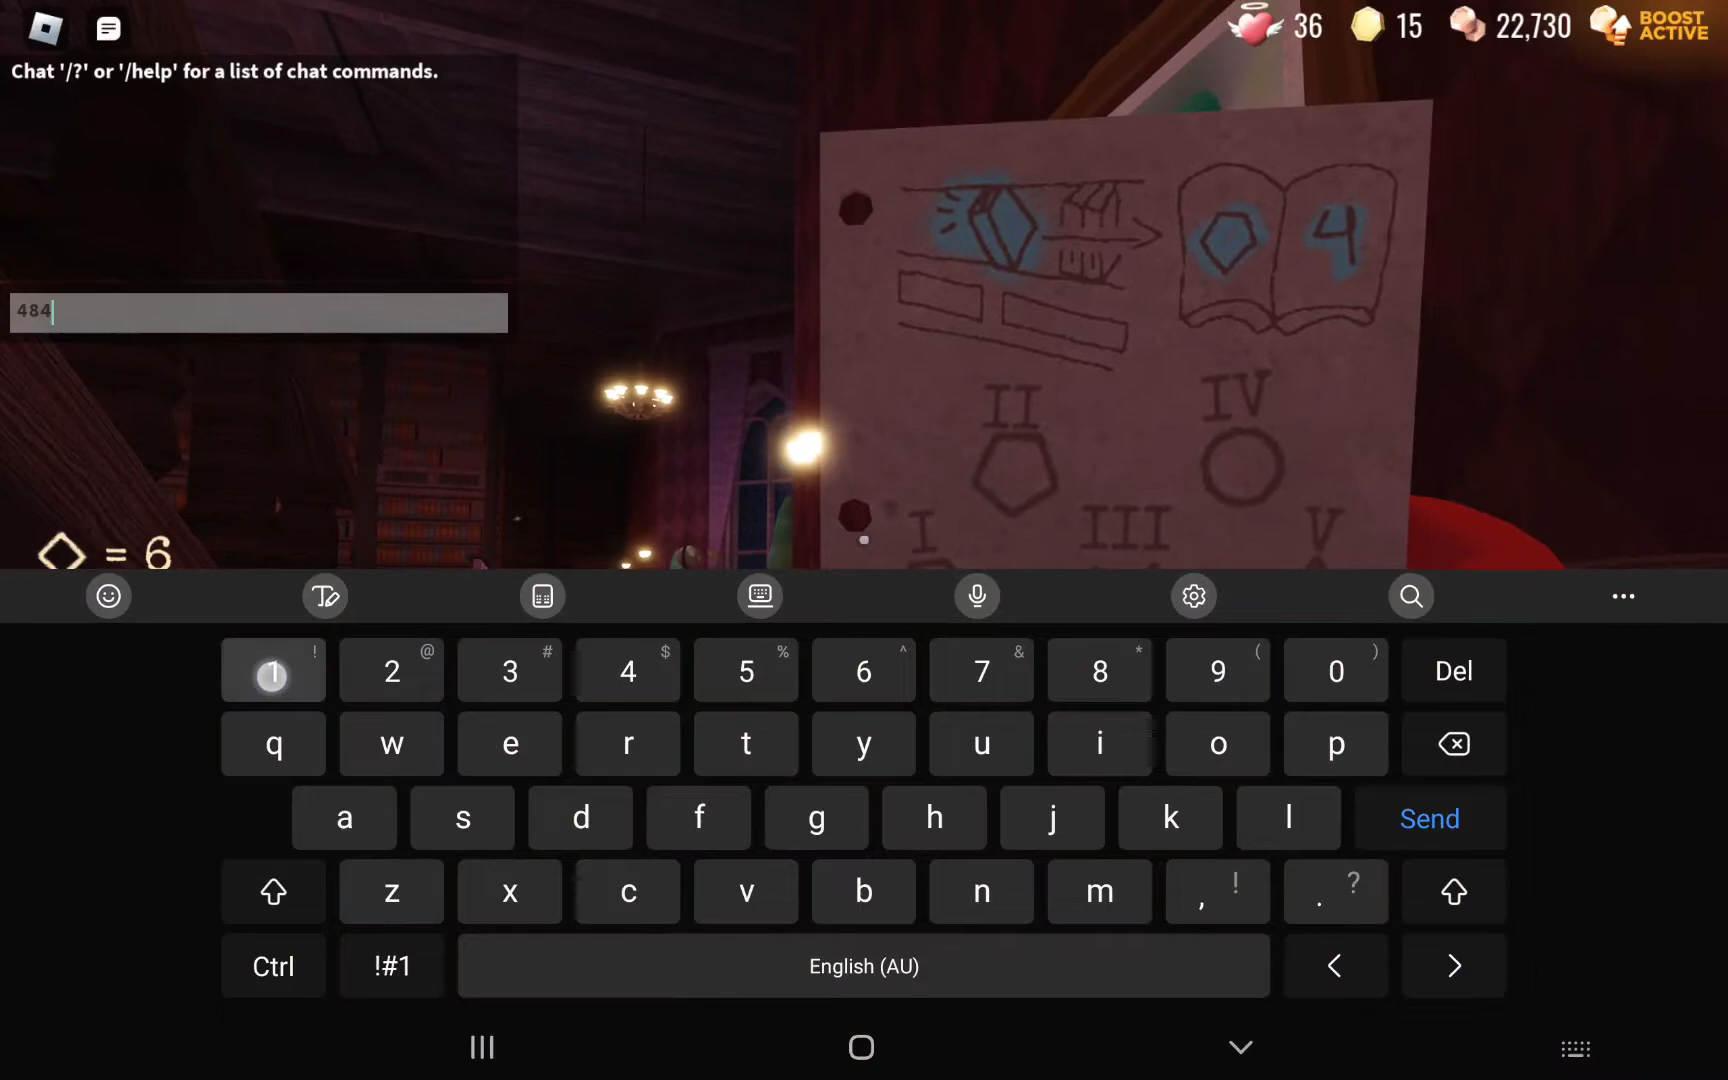 36 15 22,730 BOOST
ACTIVE
Chat '/?' or '/help' for a list of chat commands.
4
484
II IV
I III V
= 6
1 ! 2 @ 3 # 4 $ 5 % 6 ^ 7 & 8 * 9 ( 0 ) Del
q w e r t y u i o p
a s d f g h j k l Send
z x c v b n m , ! . ?
Ctrl !#1 English (AU) < >